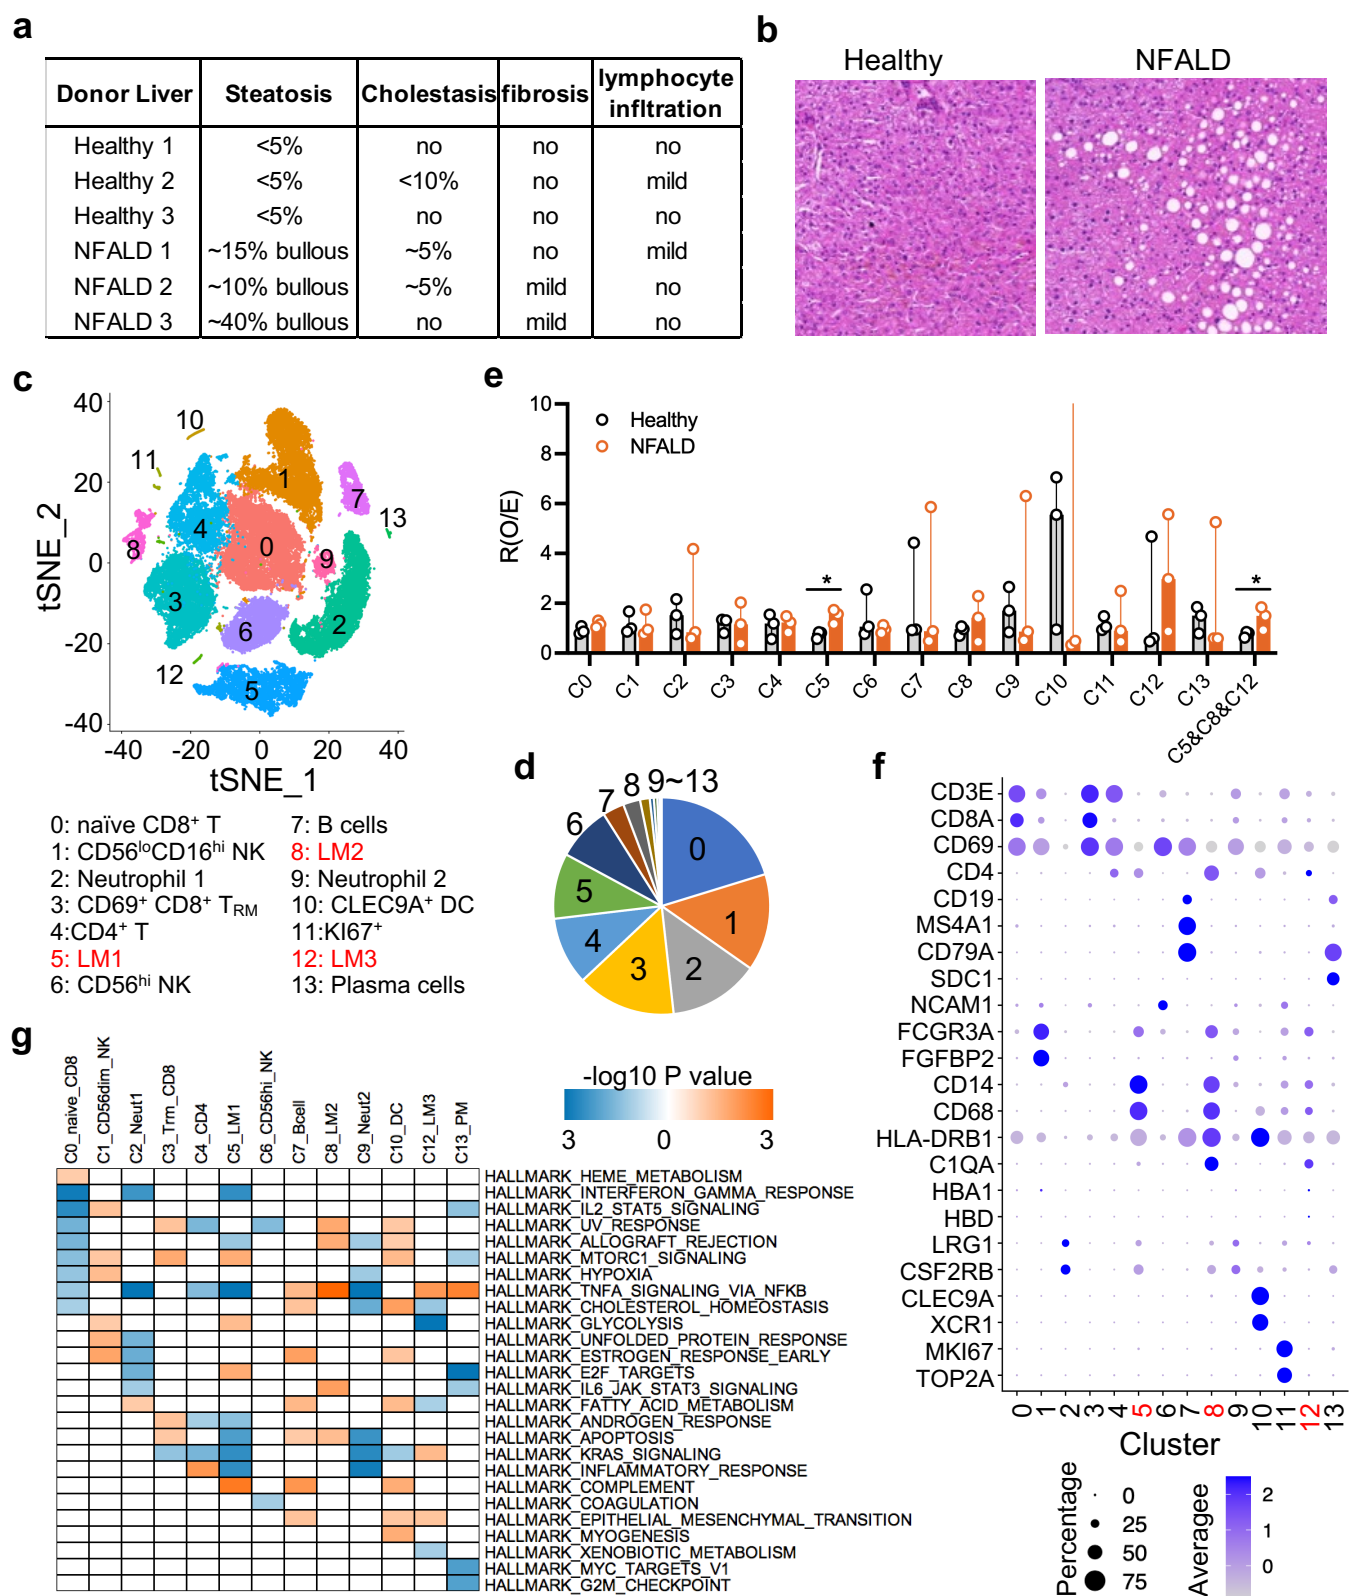 a
Donor Liver Steatosis Cholestasis fibrosis lymphocyte infltration
Healthy 1 <5% no no no
Healthy 2 <5% <10% no mild
Healthy 3 <5% no no no
NFALD 1 ~15% bullous ~5% no mild
NFALD 2 ~10% bullous ~5% mild no
NFALD 3 ~40% bullous no mild no
b
Healthy NFALD
c
40
20
0
-20
-40
tSNE_2
-40 -20 0 20 40
tSNE_1
10
1
11
7
4
13
0
8
9
3
2
6
12
5
0: naïve CD8⁺ T
1: CD56ˡᵒCD16ʰⁱ NK
2: Neutrophil 1
3: CD69⁺ CD8⁺ T_RM
4:CD4⁺ T
5: LM1
6: CD56ʰⁱ NK
7: B cells
8: LM2
9: Neutrophil 2
10: CLEC9A⁺ DC
11:KI67⁺
12: LM3
13: Plasma cells
e
10
8
6
4
2
0
R(O/E)
Healthy
NFALD
*
*
C0 C1 C2 C3 C4 C5 C6 C7 C8 C9 C10 C11 C12 C13 C5&C8&C12
d
0
1
2
3
4
5
6
7
8
9~13
f
CD3E
CD8A
CD69
CD4
CD19
MS4A1
CD79A
SDC1
NCAM1
FCGR3A
FGFBP2
CD14
CD68
HLA-DRB1
C1QA
HBA1
HBD
LRG1
CSF2RB
CLEC9A
XCR1
MKI67
TOP2A
0 1 2 3 4 5 6 7 8 9 10 11 12 13
Cluster
Percentage
0
25
50
75
Averagee
2
1
0
g
-log10 P value
3 0 3
C0_naive_CD8
C1_CD56dim_NK
C2_Neut1
C3_Trm_CD8
C4_CD4
C5_LM1
C6_CD56hi_NK
C7_Bcell
C8_LM2
C9_Neut2
C10_DC
C12_LM3
C13_PM
HALLMARK_HEME_METABOLISM
HALLMARK_INTERFERON_GAMMA_RESPONSE
HALLMARK_IL2_STAT5_SIGNALING
HALLMARK_UV_RESPONSE
HALLMARK_ALLOGRAFT_REJECTION
HALLMARK_MTORC1_SIGNALING
HALLMARK_HYPOXIA
HALLMARK_TNFA_SIGNALING_VIA_NFKB
HALLMARK_CHOLESTEROL_HOMEOSTASIS
HALLMARK_GLYCOLYSIS
HALLMARK_UNFOLDED_PROTEIN_RESPONSE
HALLMARK_ESTROGEN_RESPONSE_EARLY
HALLMARK_E2F_TARGETS
HALLMARK_IL6_JAK_STAT3_SIGNALING
HALLMARK_FATTY_ACID_METABOLISM
HALLMARK_ANDROGEN_RESPONSE
HALLMARK_APOPTOSIS
HALLMARK_KRAS_SIGNALING
HALLMARK_INFLAMMATORY_RESPONSE
HALLMARK_COMPLEMENT
HALLMARK_COAGULATION
HALLMARK_EPITHELIAL_MESENCHYMAL_TRANSITION
HALLMARK_MYOGENESIS
HALLMARK_XENOBIOTIC_METABOLISM
HALLMARK_MYC_TARGETS_V1
HALLMARK_G2M_CHECKPOINT